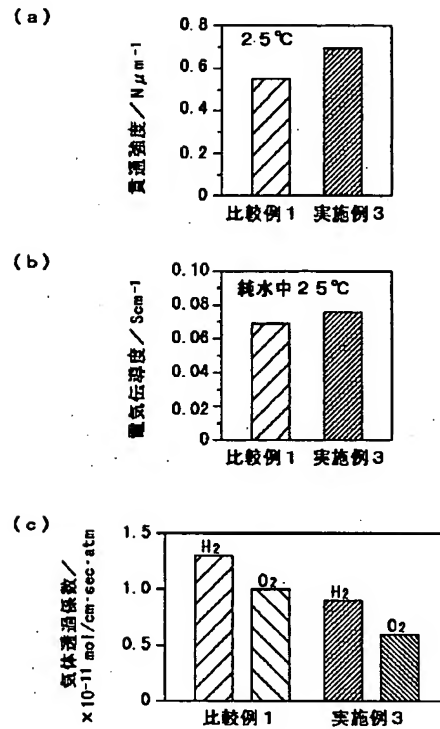 (a)
25℃
0.8
0.6
0.4
0.2
0
貫通強度/Nμm⁻¹
比較例1 実施例3
(b)
純水中25℃
0.10
0.08
0.06
0.04
0.02
0
電気伝導度/Scm⁻¹
比較例1 実施例3
(c)
1.5
1.0
0.5
0
気体透過係数/
×10⁻¹¹ mol/cm·sec·atm
H₂
O₂
H₂
O₂
比較例1 実施例3